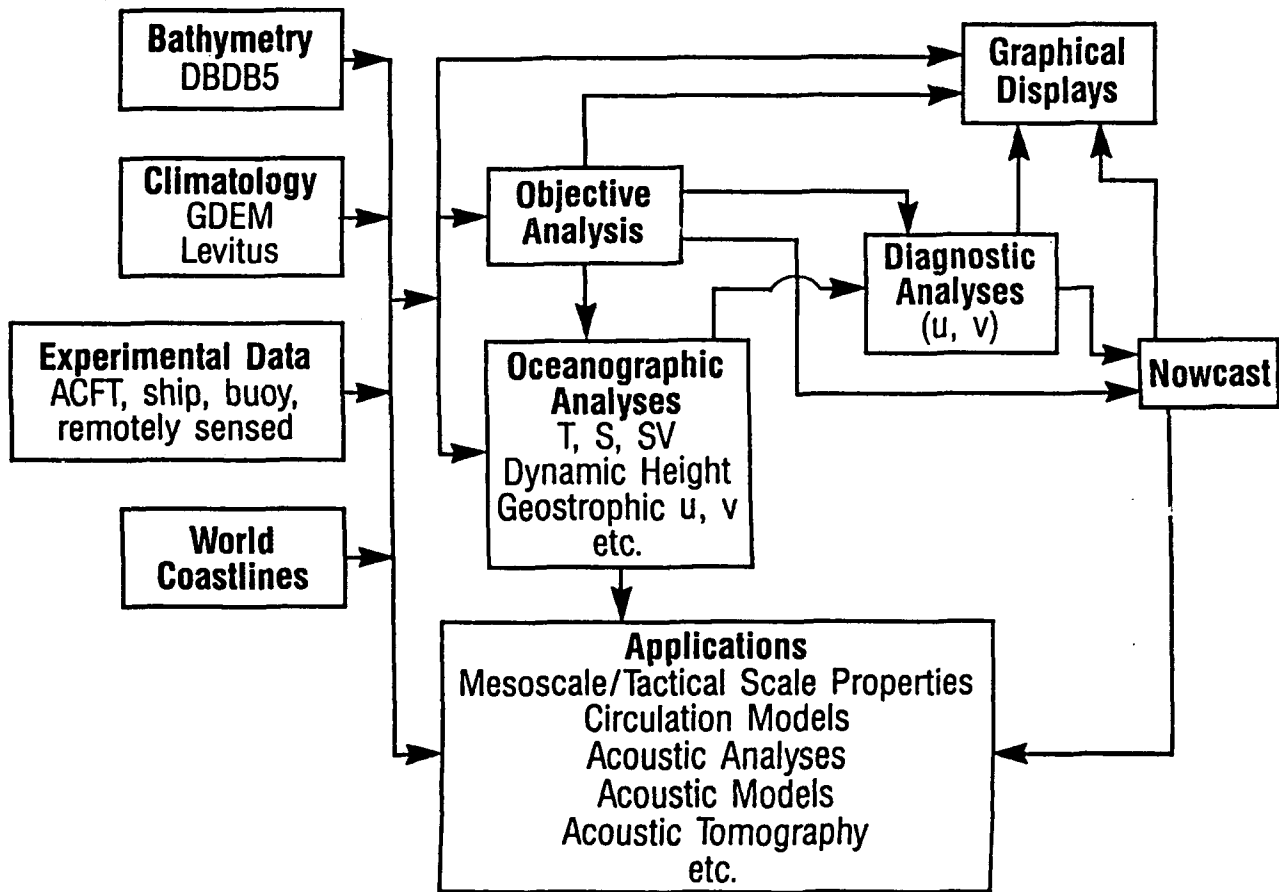 Bathymetry
DBDB5
Climatology
GDEM
Levitus
Experimental Data
ACFT, ship, buoy,
remotely sensed
World
Coastlines
Graphical
Displays
Objective
Analysis
Diagnostic
Analyses
(u, v)
Nowcast
Oceanographic
Analyses
T, S, SV
Dynamic Height
Geostrophic u, v
etc.
Applications
Mesoscale/Tactical Scale Properties
Circulation Models
Acoustic Analyses
Acoustic Models
Acoustic Tomography
etc.